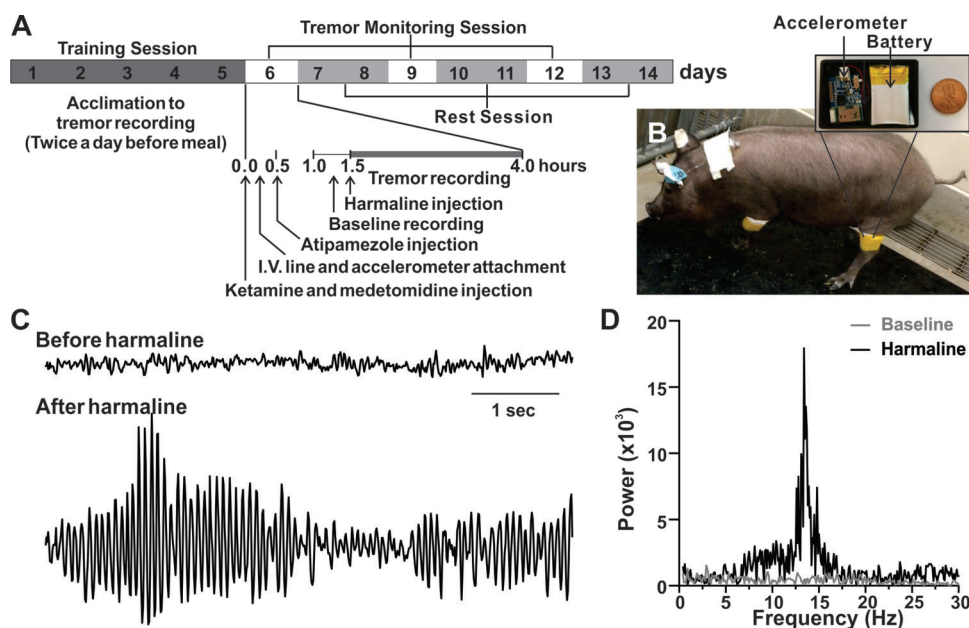 A
Training Session
Tremor Monitoring Session
1 2 3 4 5 6 7 8 9 10 11 12 13 14 days
Acclimation to
tremor recording
(Twice a day before meal)
Rest Session
0.0 0.5 1.0 1.5 4.0 hours
Tremor recording
Harmaline injection
Baseline recording
Atipamezole injection
I.V. line and accelerometer attachment
Ketamine and medetomidine injection
Accelerometer
Battery
B
C
Before harmaline
1 sec
After harmaline
D
Baseline
Harmaline
Power (x10³)
20
15
10
5
0
0 5 10 15 20 25 30
Frequency (Hz)